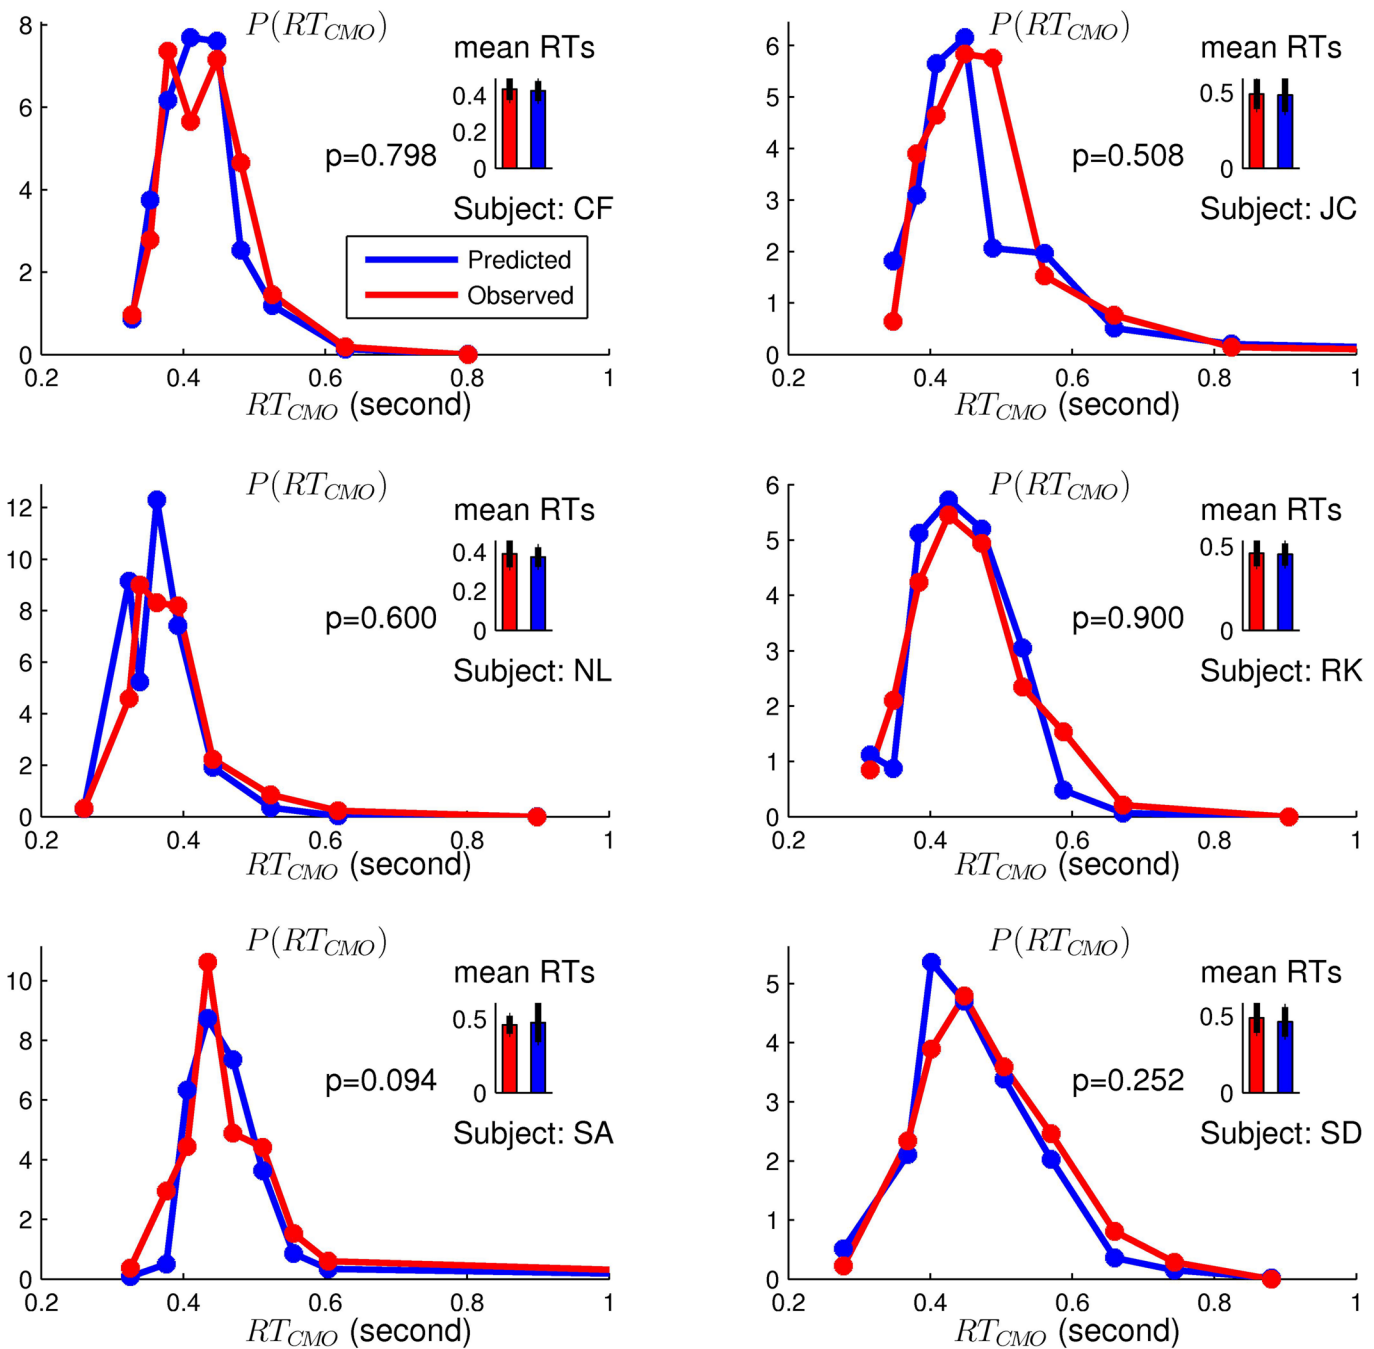 P(RT_CMO)
mean RTs
0.4
0.2
0
p=0.798
Subject: CF
Predicted
Observed
8
6
4
2
0
0.2 0.4 0.6 0.8 1
RT_CMO (second)
P(RT_CMO)
mean RTs
0.5
0
p=0.508
Subject: JC
6
5
4
3
2
1
0
0.2 0.4 0.6 0.8 1
RT_CMO (second)
P(RT_CMO)
mean RTs
0.4
0.2
0
p=0.600
Subject: NL
12
10
8
6
4
2
0
0.2 0.4 0.6 0.8 1
RT_CMO (second)
P(RT_CMO)
mean RTs
0.5
0
p=0.900
Subject: RK
6
5
4
3
2
1
0
0.2 0.4 0.6 0.8 1
RT_CMO (second)
P(RT_CMO)
mean RTs
0.5
0
p=0.094
Subject: SA
10
8
6
4
2
0
0.2 0.4 0.6 0.8 1
RT_CMO (second)
P(RT_CMO)
mean RTs
0.5
0
p=0.252
Subject: SD
5
4
3
2
1
0
0.2 0.4 0.6 0.8 1
RT_CMO (second)